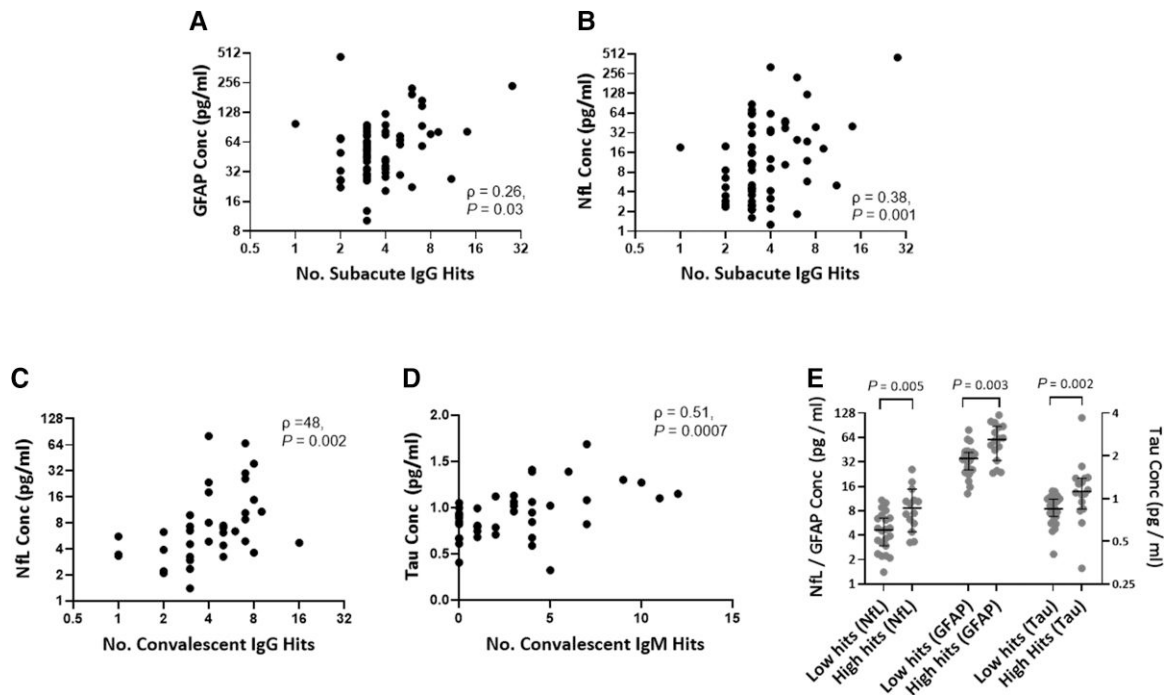 A
GFAP Conc (pg/ml)
512
256
128
64
32
16
8
0.5 1 2 4 8 16 32
No. Subacute IgG Hits
ρ = 0.26,
P = 0.03
B
NfL Conc (pg/ml)
512
256
128
64
32
16
8
4
2
1
0.5 1 2 4 8 16 32
No. Subacute IgG Hits
ρ = 0.38,
P = 0.001
C
NfL Conc (pg/ml)
128
64
32
16
8
4
2
1
0.5 1 2 4 8 16 32
No. Convalescent IgG Hits
ρ =48,
P = 0.002
D
Tau Conc (pg/ml)
2.0
1.5
1.0
0.5
0.0
0 5 10 15
No. Convalescent IgM Hits
ρ = 0.51,
P = 0.0007
E
P = 0.005 P = 0.003 P = 0.002
NfL / GFAP Conc (pg / ml)
128
64
32
16
8
4
2
1
4
2
1
0.5
0.25
Tau Conc (pg / ml)
Low hits (NfL)
High hits (NfL)
Low hits (GFAP)
High hits (GFAP)
Low hits (Tau)
High Hits (Tau)